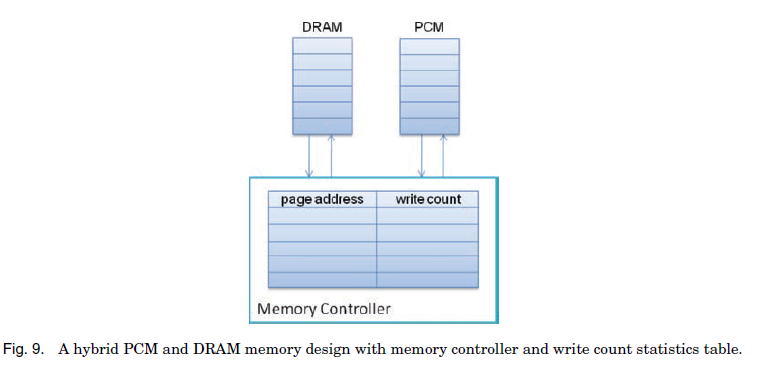 DRAM PCM
page address write count
Memory Controller
Fig. 9. A hybrid PCM and DRAM memory design with memory controller and write count statistics table.